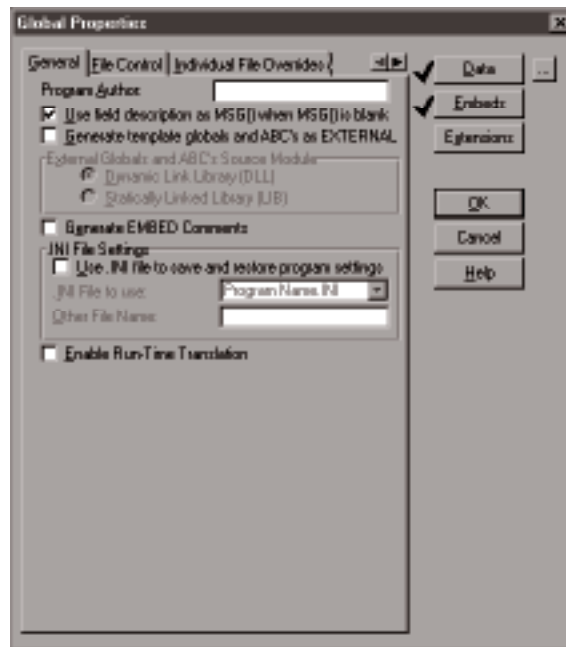 Global Properties
General File Control Individual File Overrides
Program Author:
Use field description as MSG() when MSG() is blank
Generate template globals and ABC's as EXTERNAL
External Globals and ABC's Source Module
Dynamic Link Library (DLL)
Statically Linked Library (LIB)
Generate EMBED Comments
.INI File Settings
Use .INI file to save and restore program settings
.INI File to use: Program Name.INI
Other File Name:
Enable Run-Time Translation
Data ...
Embeds
Extensions
OK
Cancel
Help